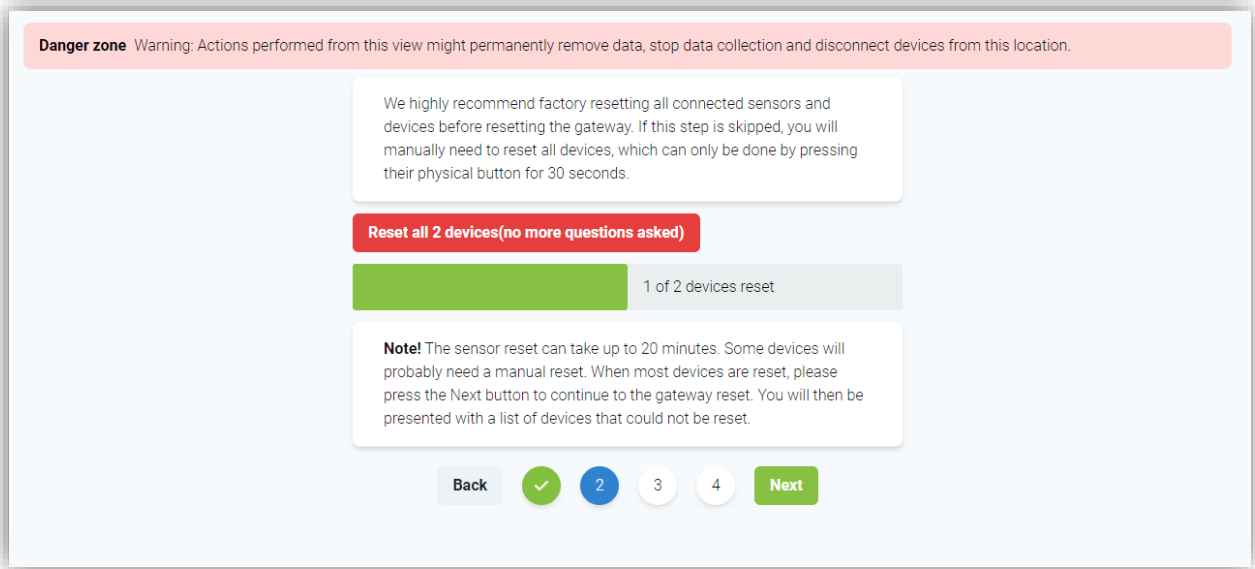 Danger zone Warning: Actions performed from this view might permanently remove data, stop data collection and disconnect devices from this location.
We highly recommend factory resetting all connected sensors and
devices before resetting the gateway. If this step is skipped, you will
manually need to reset all devices, which can only be done by pressing
their physical button for 30 seconds.
Reset all 2 devices(no more questions asked)
1 of 2 devices reset
Note! The sensor reset can take up to 20 minutes. Some devices will
probably need a manual reset. When most devices are reset, please
press the Next button to continue to the gateway reset. You will then be
presented with a list of devices that could not be reset.
Back 2 3 4 Next